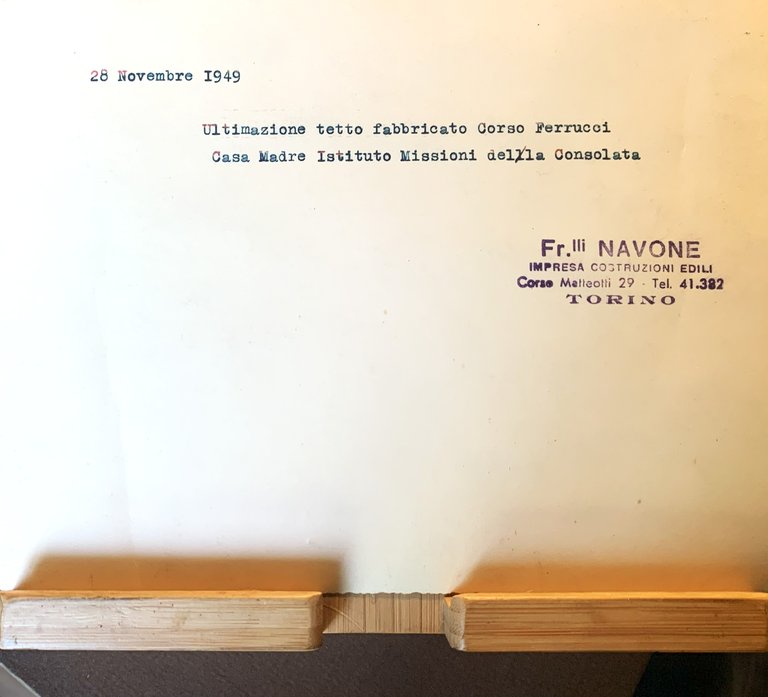 28 Novembre I949
Ultimazione tetto fabbricato Corso Ferrucci
Casa Madre Istituto Missioni del/la Consolata
Fr.lli NAVONE
IMPRESA COSTRUZIONI EDILI
Corso Matteotti 29 - Tel. 41.382
TORINO